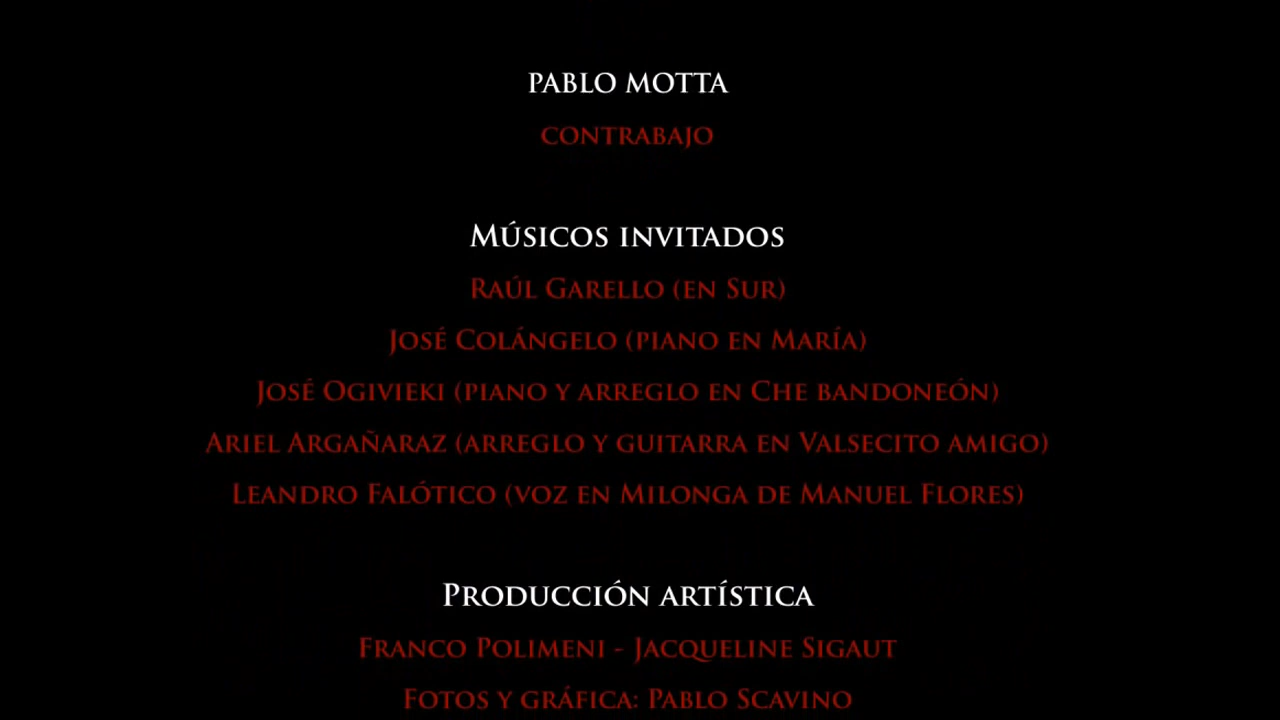 PABLO MOTTA
CONTRABAJO
MÚSICOS INVITADOS
RAÚL GARELLO (EN SUR)
JOSÉ COLÁNGELO (PIANO EN MARÍA)
JOSÉ OGIVIEKI (PIANO Y ARREGLO EN CHE BANDONEÓN)
ARIEL ARGAÑARAZ (ARREGLO Y GUITARRA EN VALSECITO AMIGO)
LEANDRO FALÓTICO (VOZ EN MILONGA DE MANUEL FLORES)
PRODUCCIÓN ARTÍSTICA
FRANCO POLIMENI - JACQUELINE SIGAUT
FOTOS Y GRÁFICA: PABLO SCAVINO